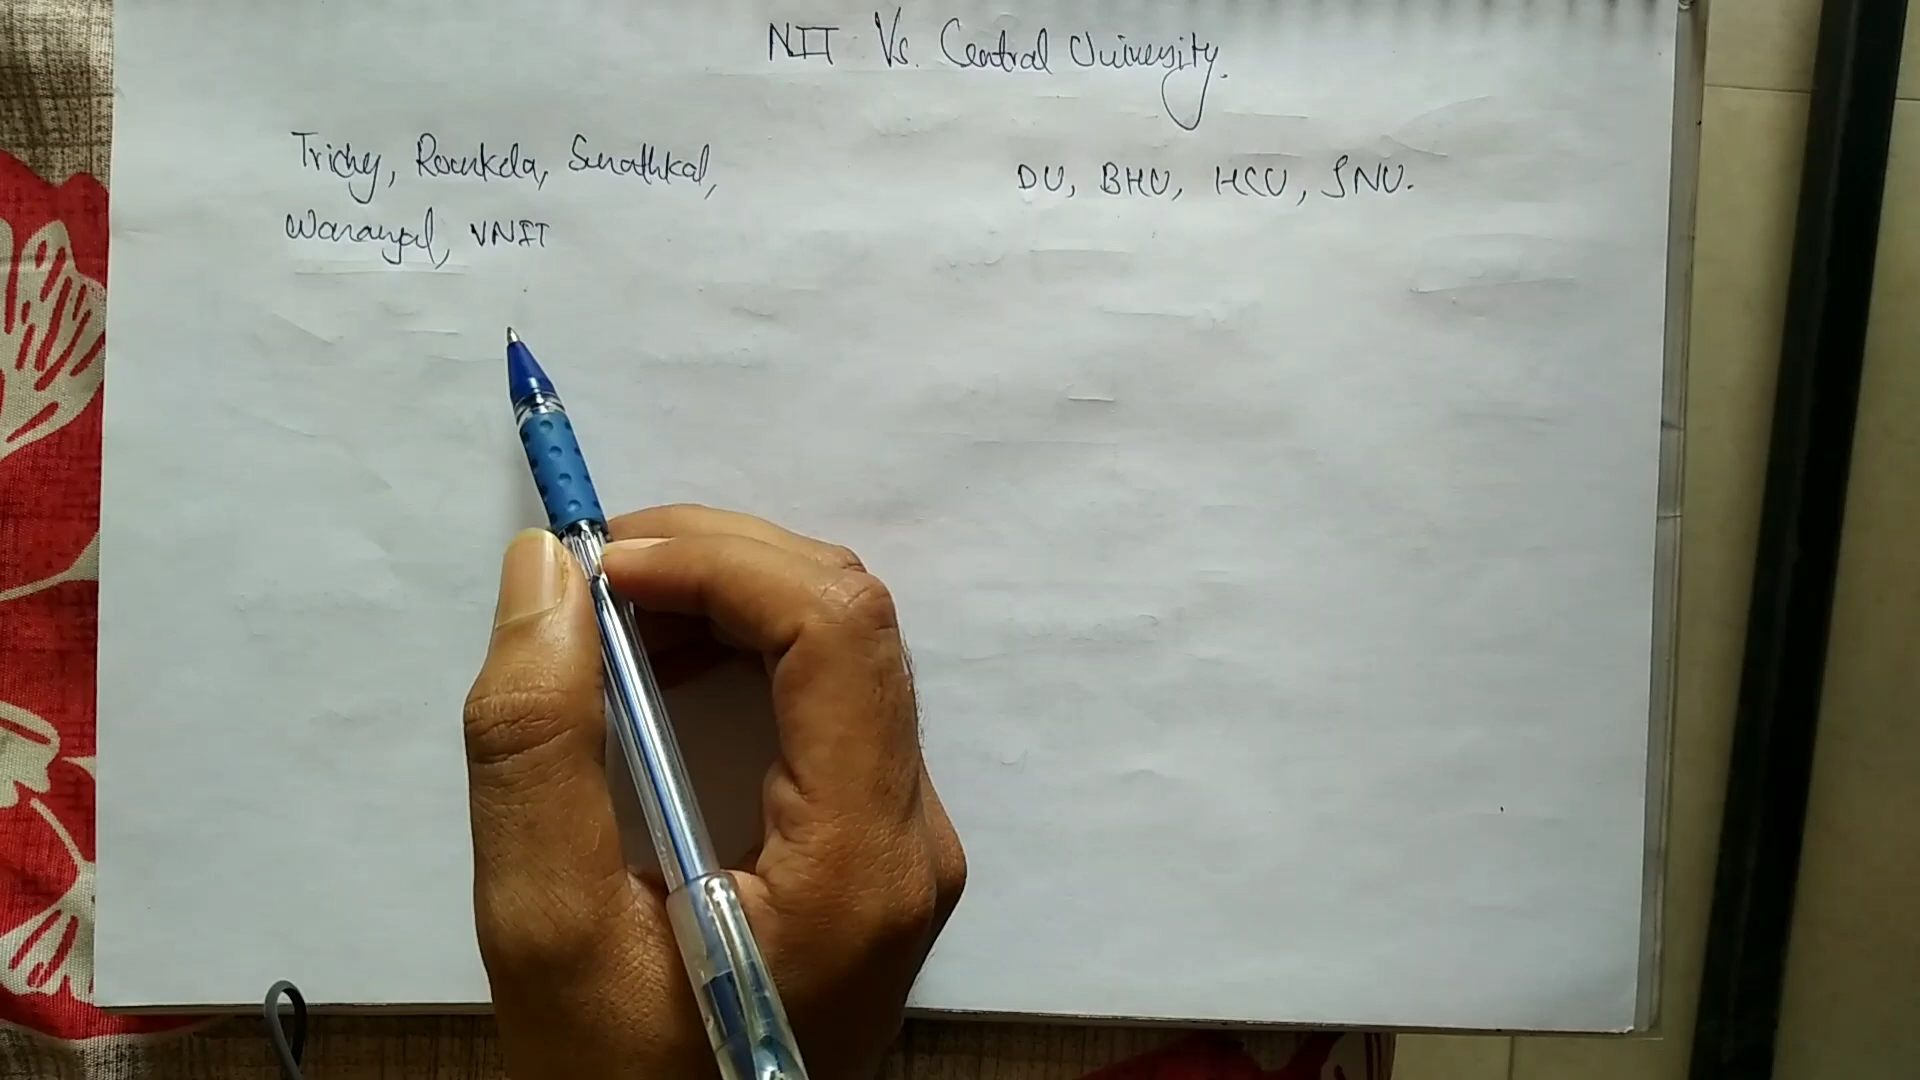 NIT Vs. Central University.
Trichy, Rourkela, Surathkal,
Warangal, VNIT
DU, BHU, HCU, JNU.